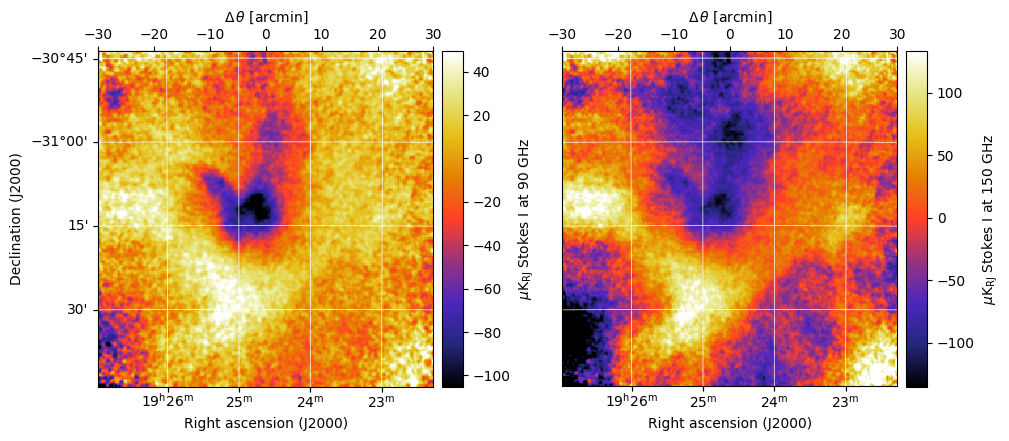 Δ θ [arcmin]
−30 −20 −10 0 10 20 30
−30°45'
−31°00'
15'
30'
Declination (J2000)
19ʰ26ᵐ 25ᵐ 24ᵐ 23ᵐ
Right ascension (J2000)
40
20
0
−20
−40
−60
−80
−100
μK_RJ Stokes I at 90 GHz
Δ θ [arcmin]
−30 −20 −10 0 10 20 30
19ʰ26ᵐ 25ᵐ 24ᵐ 23ᵐ
Right ascension (J2000)
100
50
0
−50
−100
μK_RJ Stokes I at 150 GHz